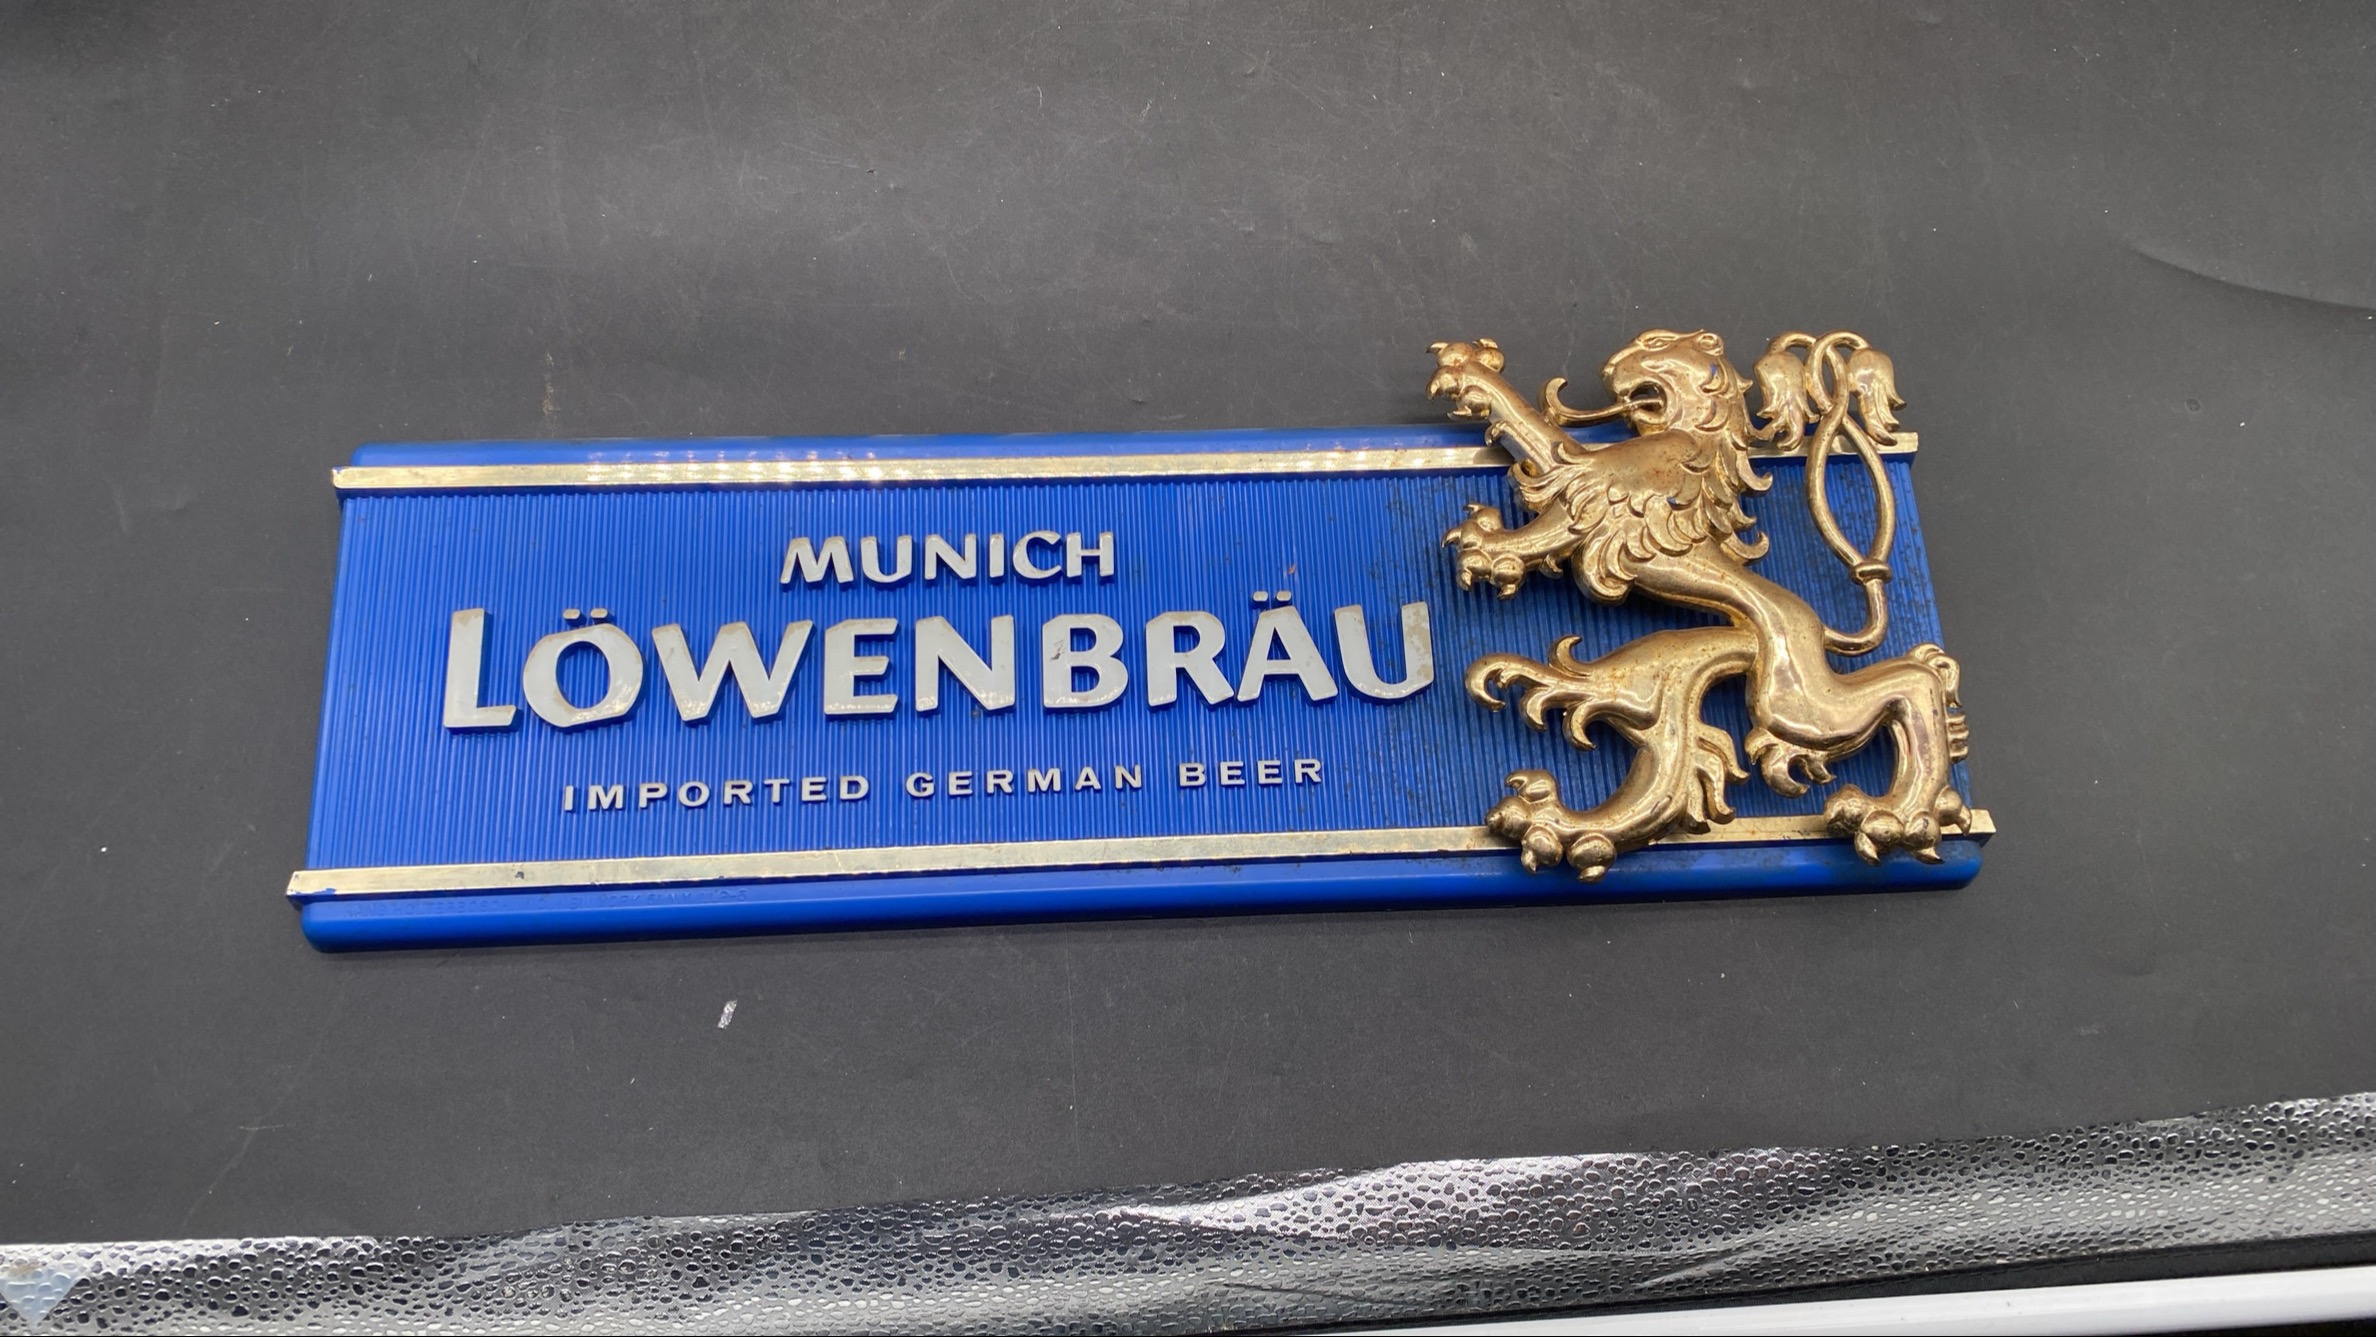 MUNICH
LÖWENBRÄU
IMPORTED GERMAN BEER